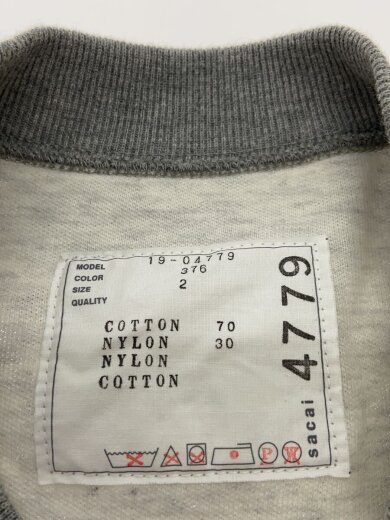 MODEL 19-04779
COLOR 376
SIZE 2
QUALITY
COTTON 70
NYLON 30
NYLON
COTTON
sacai 4779
P W